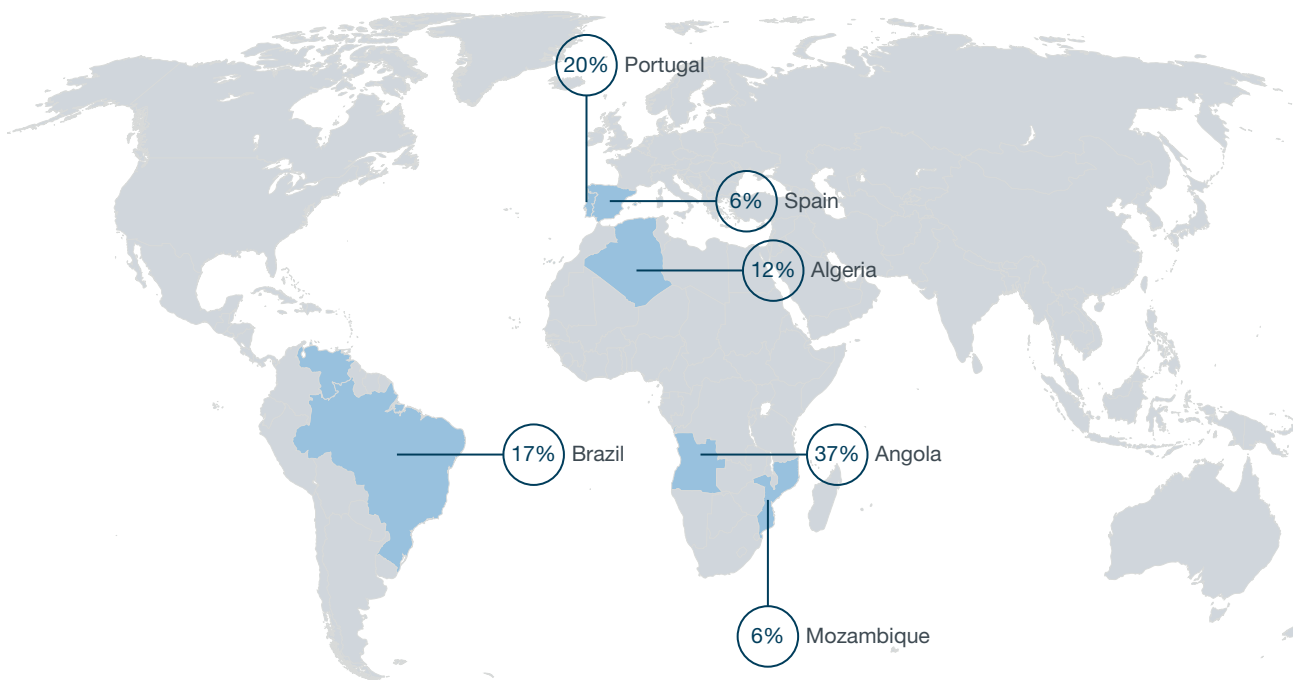 20% Portugal
6% Spain
12% Algeria
17% Brazil
37% Angola
6% Mozambique